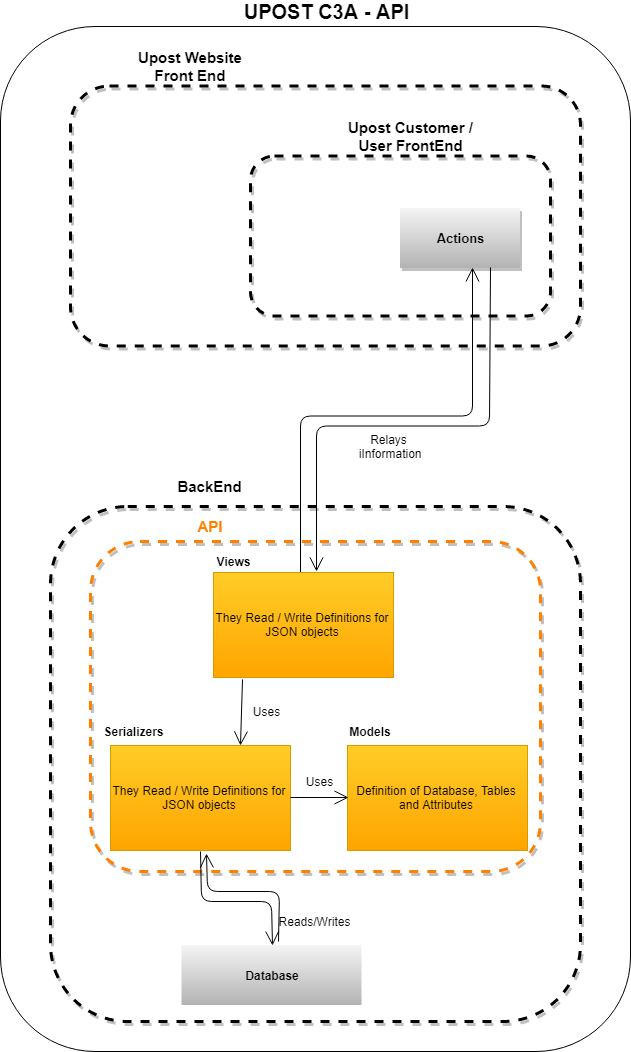 UPOST C3A - API
Upost Website
Front End
Upost Customer /
User FrontEnd
Actions
Relays
iInformation
BackEnd
API
Views
They Read / Write Definitions for
JSON objects
Uses
Serializers
Models
They Read / Write Definitions for
JSON objects
Uses
Definition of Database, Tables
and Attributes
Reads/Writes
Database